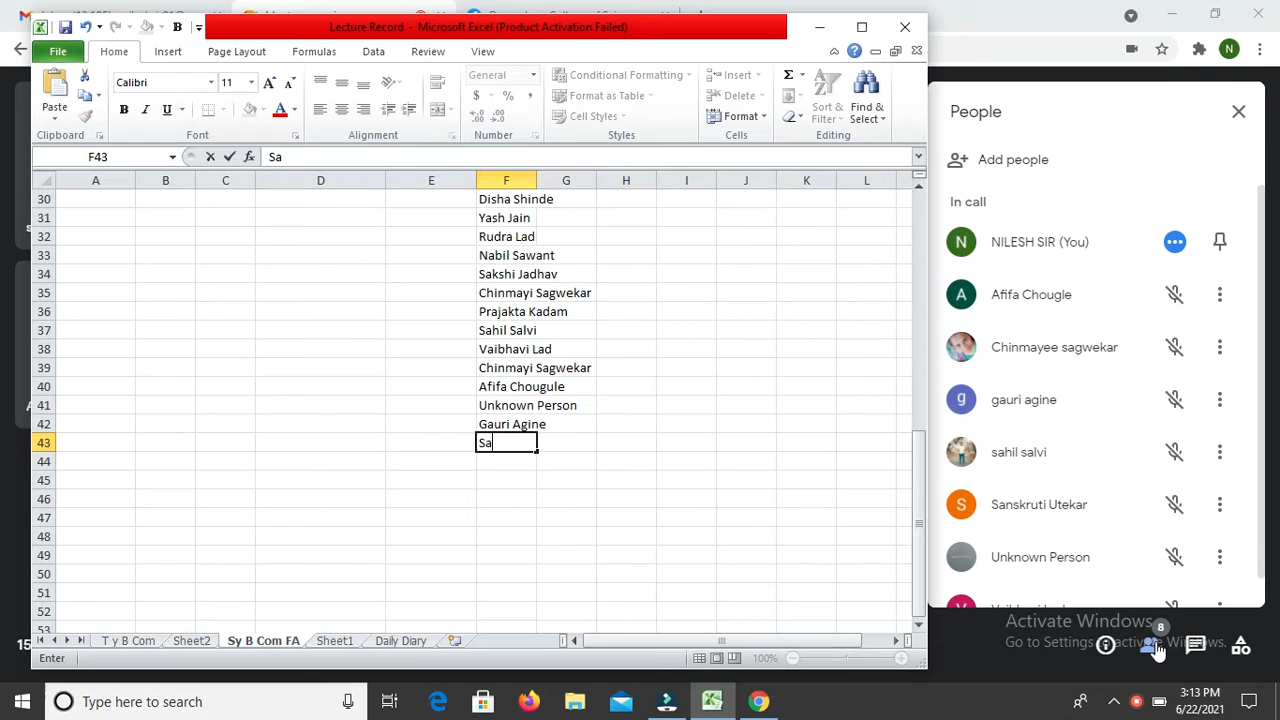 Lecture Record - Microsoft Excel (Product Activation Failed)
File Home Insert Page Layout Formulas Data Review View
Calibri 11 General Conditional Formatting Insert
Paste B I U Format as Table Delete Sort & Filter Find & Select
$ % , Cell Styles Format
Clipboard Font Alignment Number Styles Cells Editing
F43 fx Sa
A B C D E F G H I J K L
30 Disha Shinde
31 Yash Jain
32 Rudra Lad
33 Nabil Sawant
34 Sakshi Jadhav
35 Chinmayi Sagwekar
36 Prajakta Kadam
37 Sahil Salvi
38 Vaibhavi Lad
39 Chinmayi Sagwekar
40 Afifa Chougule
41 Unknown Person
42 Gauri Agine
43 Sa
44
45
46
47
48
49
50
51
52
53
T y B Com Sheet2 Sy B Com FA Sheet1 Daily Diary
Enter 100%
N
People
Add people
In call
N NILESH SIR (You)
A Afifa Chougle
Chinmayee sagwekar
g gauri agine
sahil salvi
S Sanskruti Utekar
Unknown Person
Activate Windows
Go to Settings to activate Windows.
8
Type here to search
3:13 PM
6/22/2021